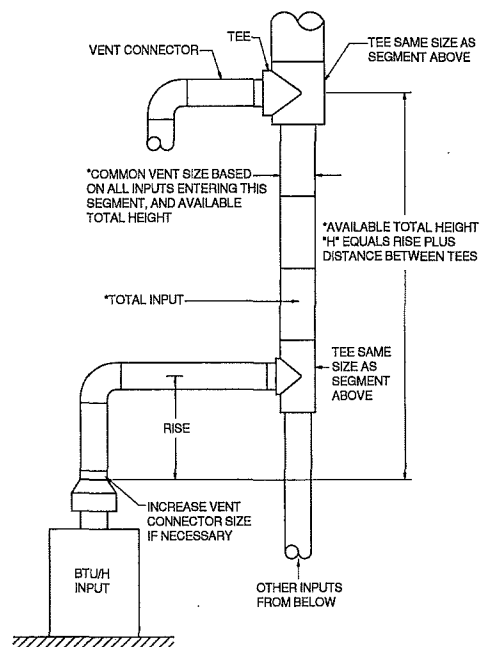 TEE
VENT CONNECTOR
TEE SAME SIZE AS
SEGMENT ABOVE
*COMMON VENT SIZE BASED
ON ALL INPUTS ENTERING THIS
SEGMENT, AND AVAILABLE
TOTAL HEIGHT
*AVAILABLE TOTAL HEIGHT
"H" EQUALS RISE PLUS
DISTANCE BETWEEN TEES
*TOTAL INPUT
TEE SAME
SIZE AS
SEGMENT
ABOVE
RISE
INCREASE VENT
CONNECTOR SIZE
IF NECESSARY
BTU/H
INPUT
OTHER INPUTS
FROM BELOW